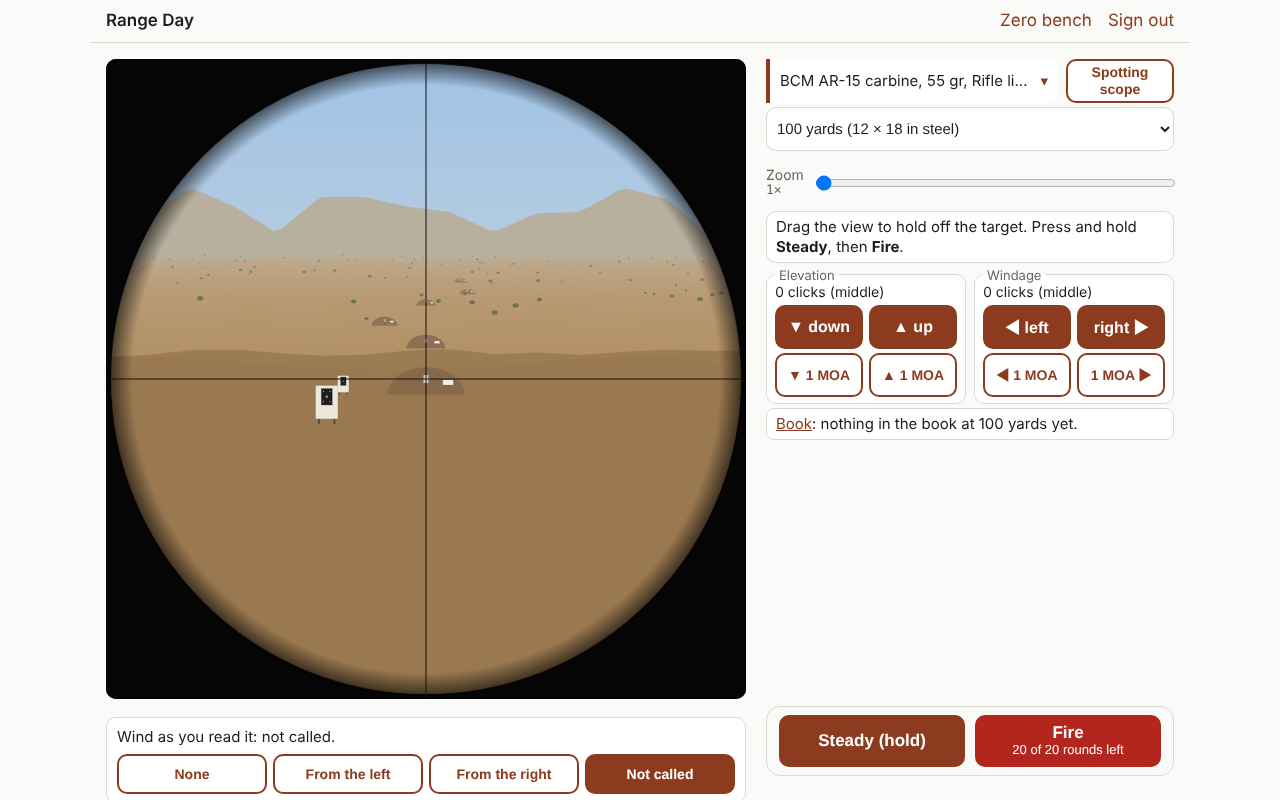 Range Day
Zero bench
Sign out
BCM AR-15 carbine, 55 gr, Rifle li… ▼
Spotting
scope
100 yards (12 × 18 in steel)
Zoom
1×
Drag the view to hold off the target. Press and hold
Steady, then Fire.
Elevation
0 clicks (middle)
▼ down
▲ up
▼ 1 MOA
▲ 1 MOA
Windage
0 clicks (middle)
◀ left
right ▶
◀ 1 MOA
1 MOA ▶
Book: nothing in the book at 100 yards yet.
Steady (hold)
Fire
20 of 20 rounds left
Wind as you read it: not called.
None
From the left
From the right
Not called